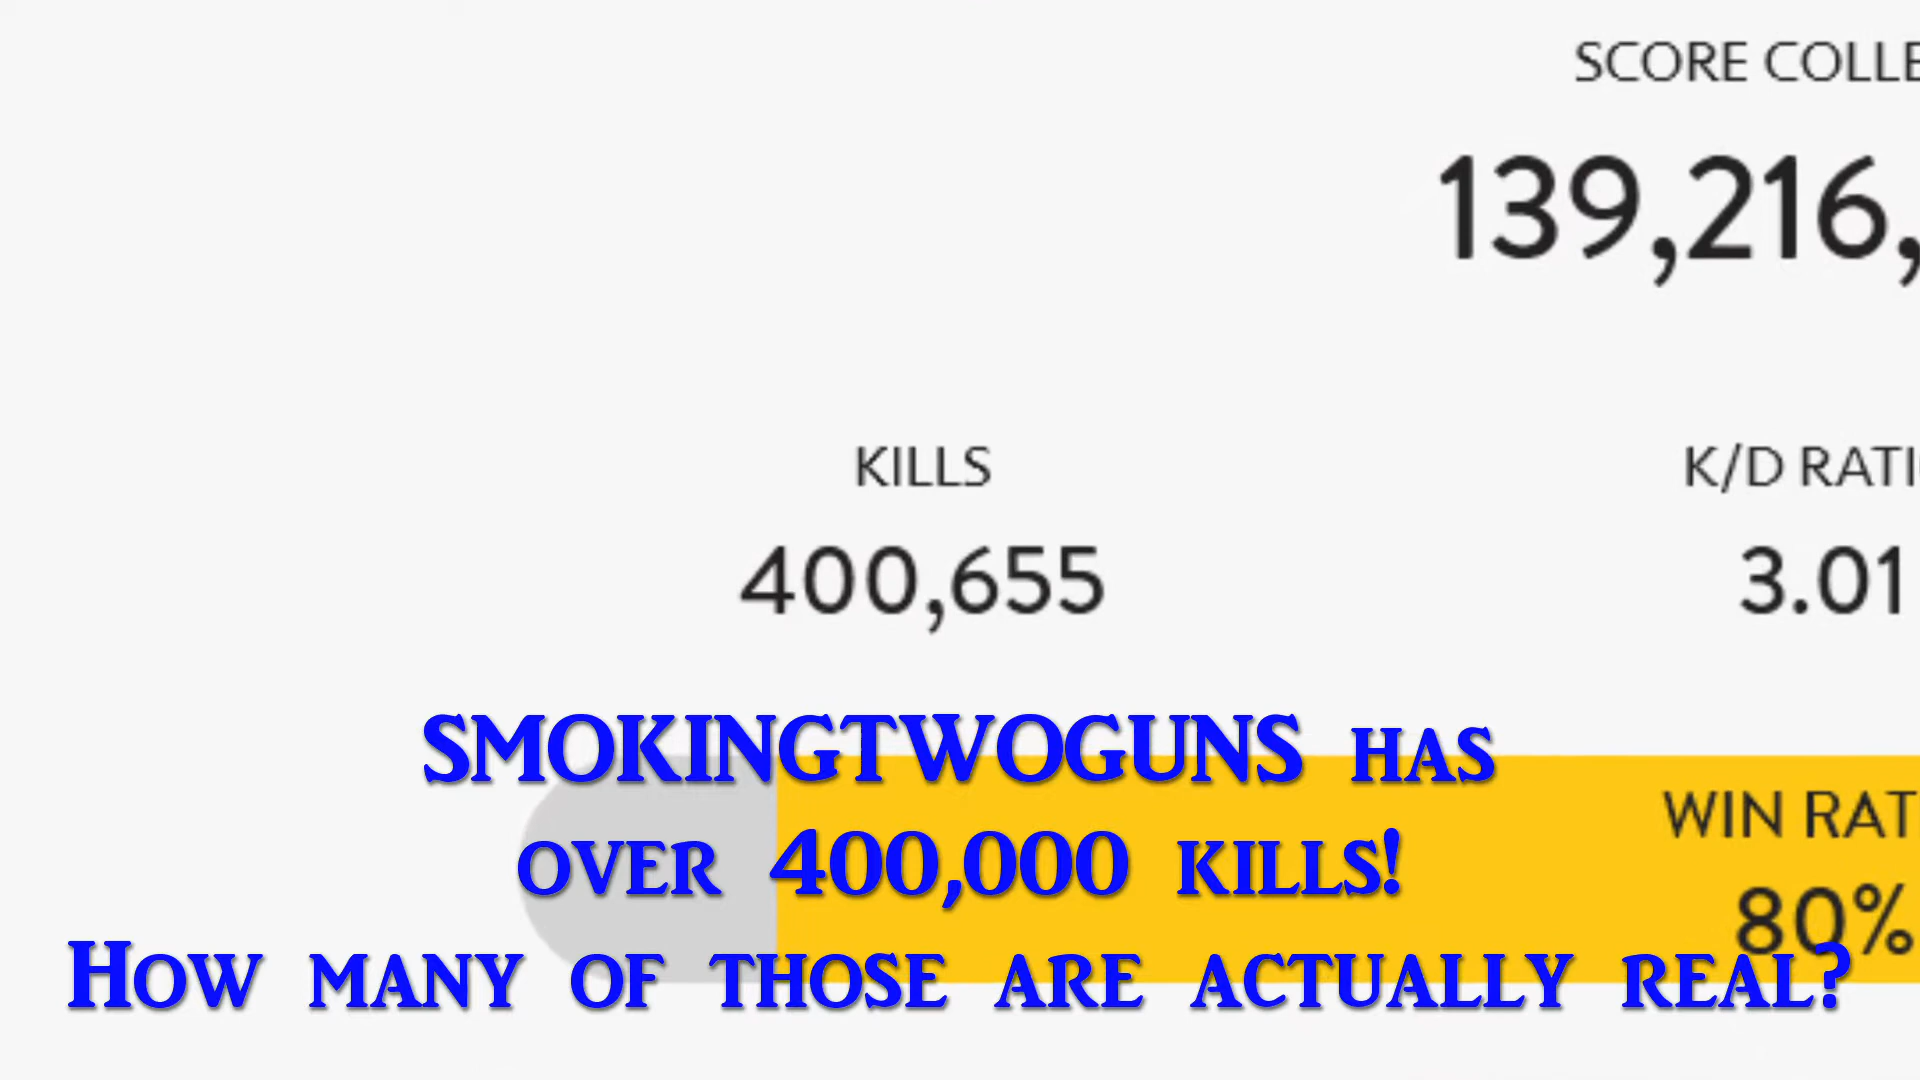 SCORE COLLE
139,216,
KILLS
K/D RATI
400,655
3.01
SMOKINGTWOGUNS HAS
WIN RAT
OVER 400,000 KILLS!
80%
HOW MANY OF THOSE ARE ACTUALLY REAL?